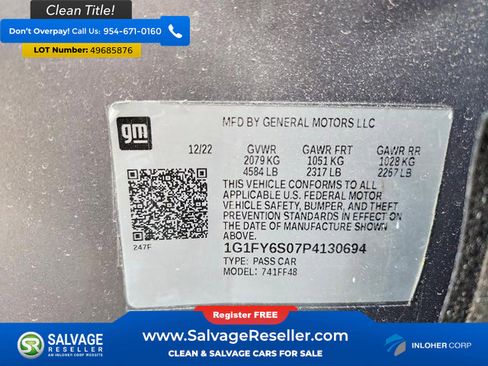 Clean Title!
Don't Overpay! Call Us: 954-671-0160
LOT Number: 49685876
gm
MFD BY GENERAL MOTORS LLC
12/22 GVWR GAWR FRT GAWR RR
2079 KG 1051 KG 1028 KG
4584 LB 2317 LB 2267 LB
THIS VEHICLE CONFORMS TO ALL
APPLICABLE U.S. FEDERAL MOTOR
VEHICLE SAFETY, BUMPER, AND THEFT
PREVENTION STANDARDS IN EFFECT ON
THE DATE OF MANUFACTURE SHOWN
ABOVE.
247F
1G1FY6S07P4130694
TYPE: PASS CAR
MODEL: 741FF48
Register FREE!
SALVAGE
RESELLER
AN INLOHER CORP WEBSITE
www.SalvageReseller.com
CLEAN & SALVAGE CARS FOR SALE
INLOHER CORP